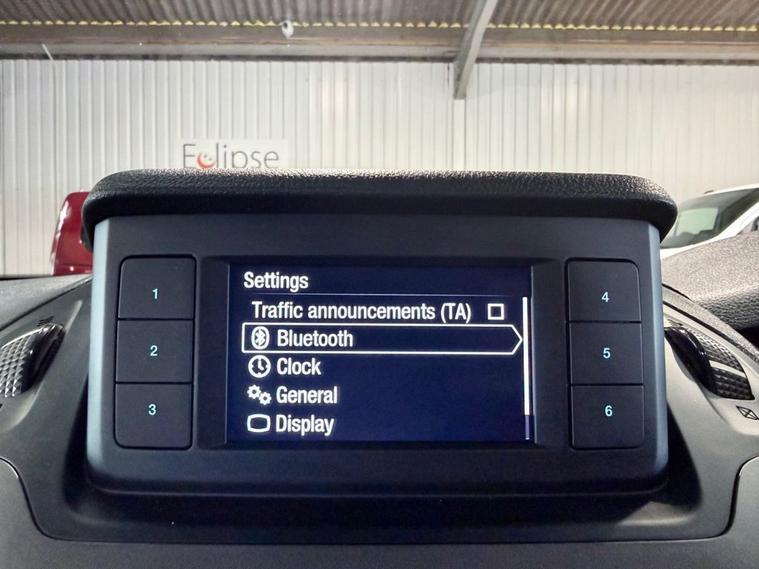 Eclipse
Settings
Traffic announcements (TA)
Bluetooth
Clock
General
Display
1
2
3
4
5
6